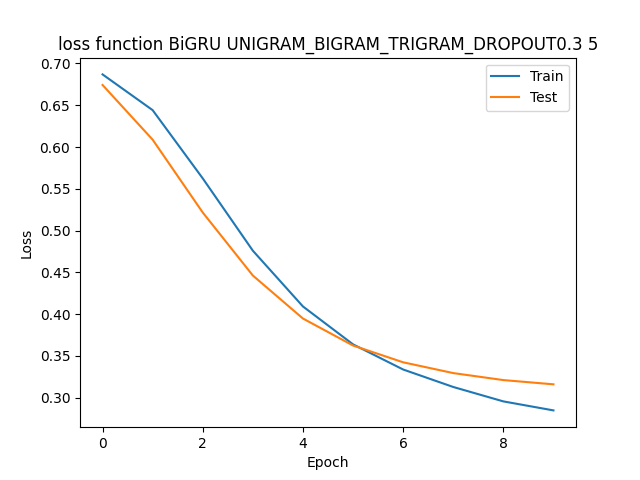 loss function BiGRU UNIGRAM_BIGRAM_TRIGRAM_DROPOUT0.3 5
Train
Test
0.70
0.65
0.60
0.55
0.50
0.45
0.40
0.35
0.30
Loss
0 2 4 6 8
Epoch